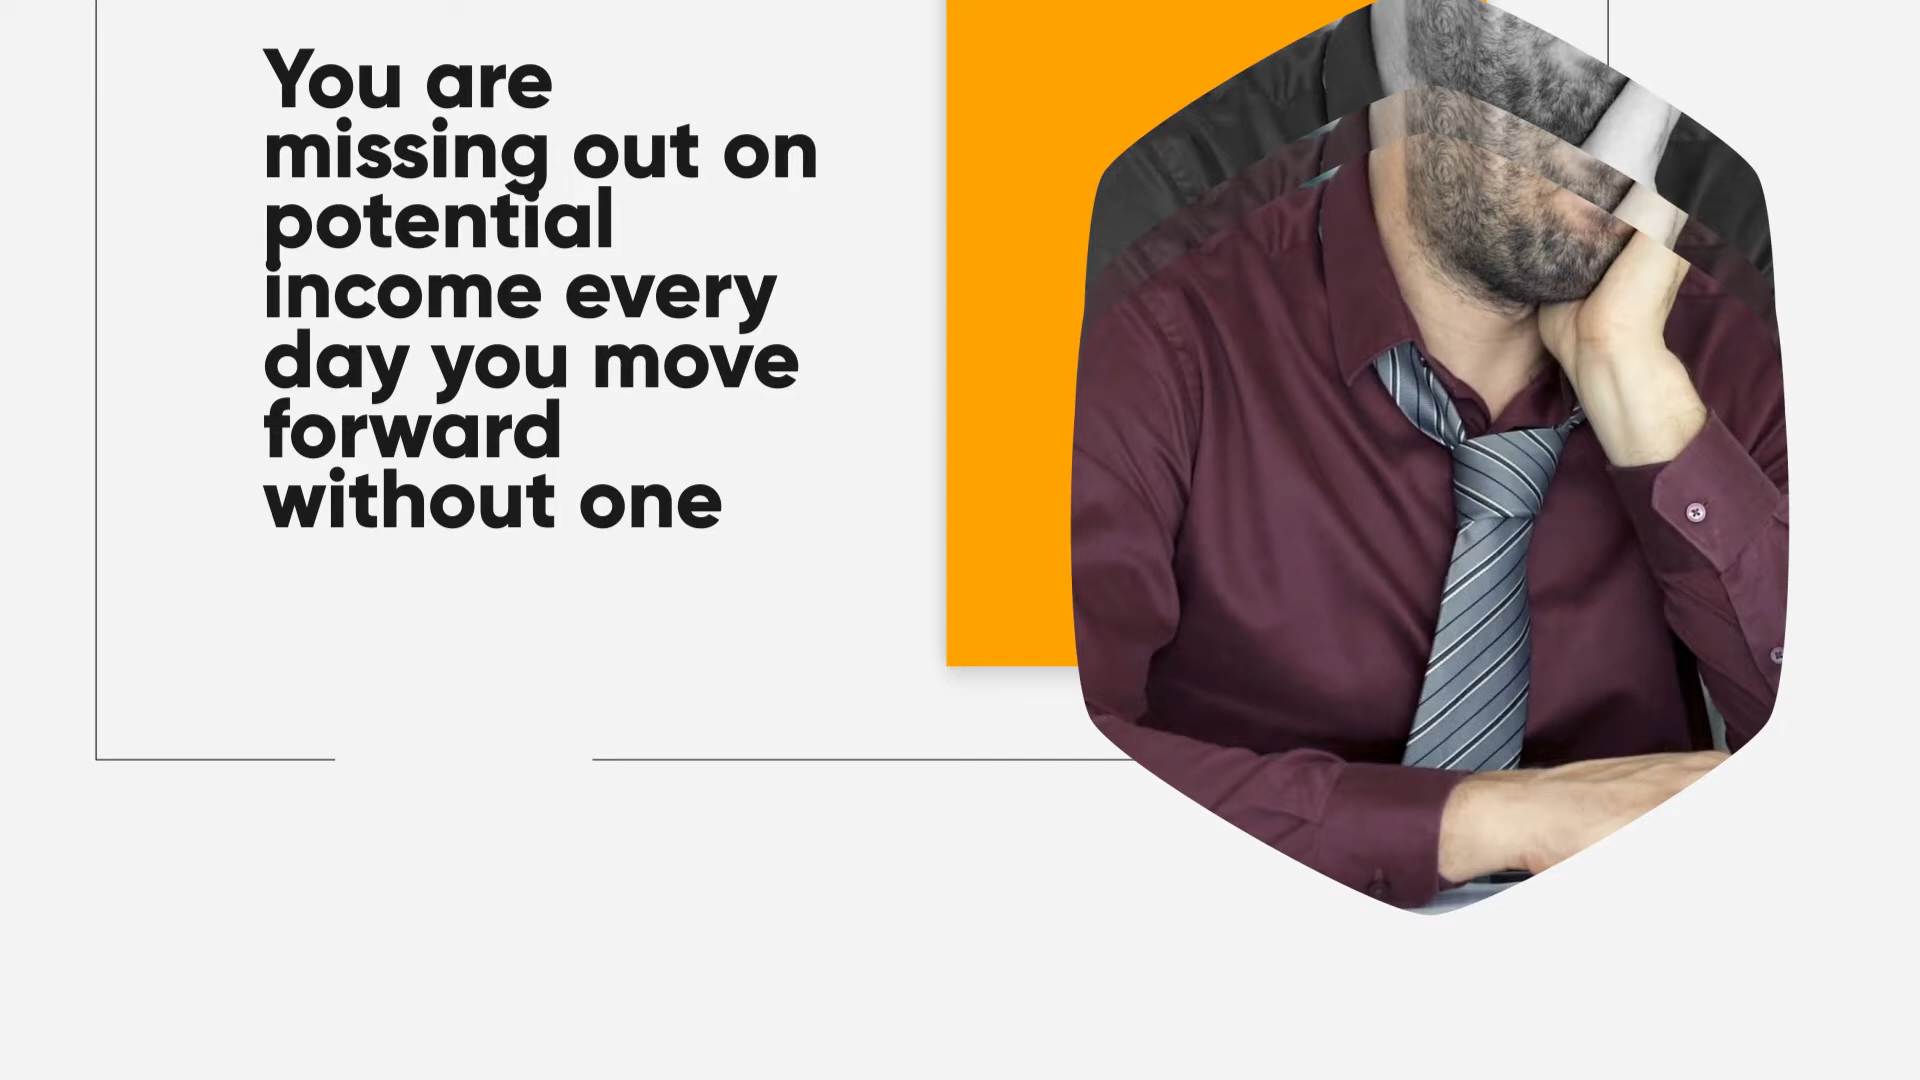 You are
missing out on
potential
income every
day you move
forward
without one